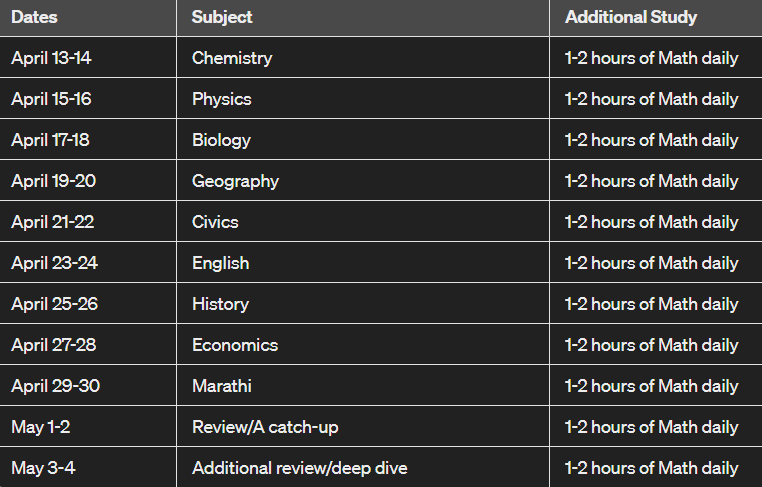 Dates Subject Additional Study
April 13-14 Chemistry 1-2 hours of Math daily
April 15-16 Physics 1-2 hours of Math daily
April 17-18 Biology 1-2 hours of Math daily
April 19-20 Geography 1-2 hours of Math daily
April 21-22 Civics 1-2 hours of Math daily
April 23-24 English 1-2 hours of Math daily
April 25-26 History 1-2 hours of Math daily
April 27-28 Economics 1-2 hours of Math daily
April 29-30 Marathi 1-2 hours of Math daily
May 1-2 Review/A catch-up 1-2 hours of Math daily
May 3-4 Additional review/deep dive 1-2 hours of Math daily